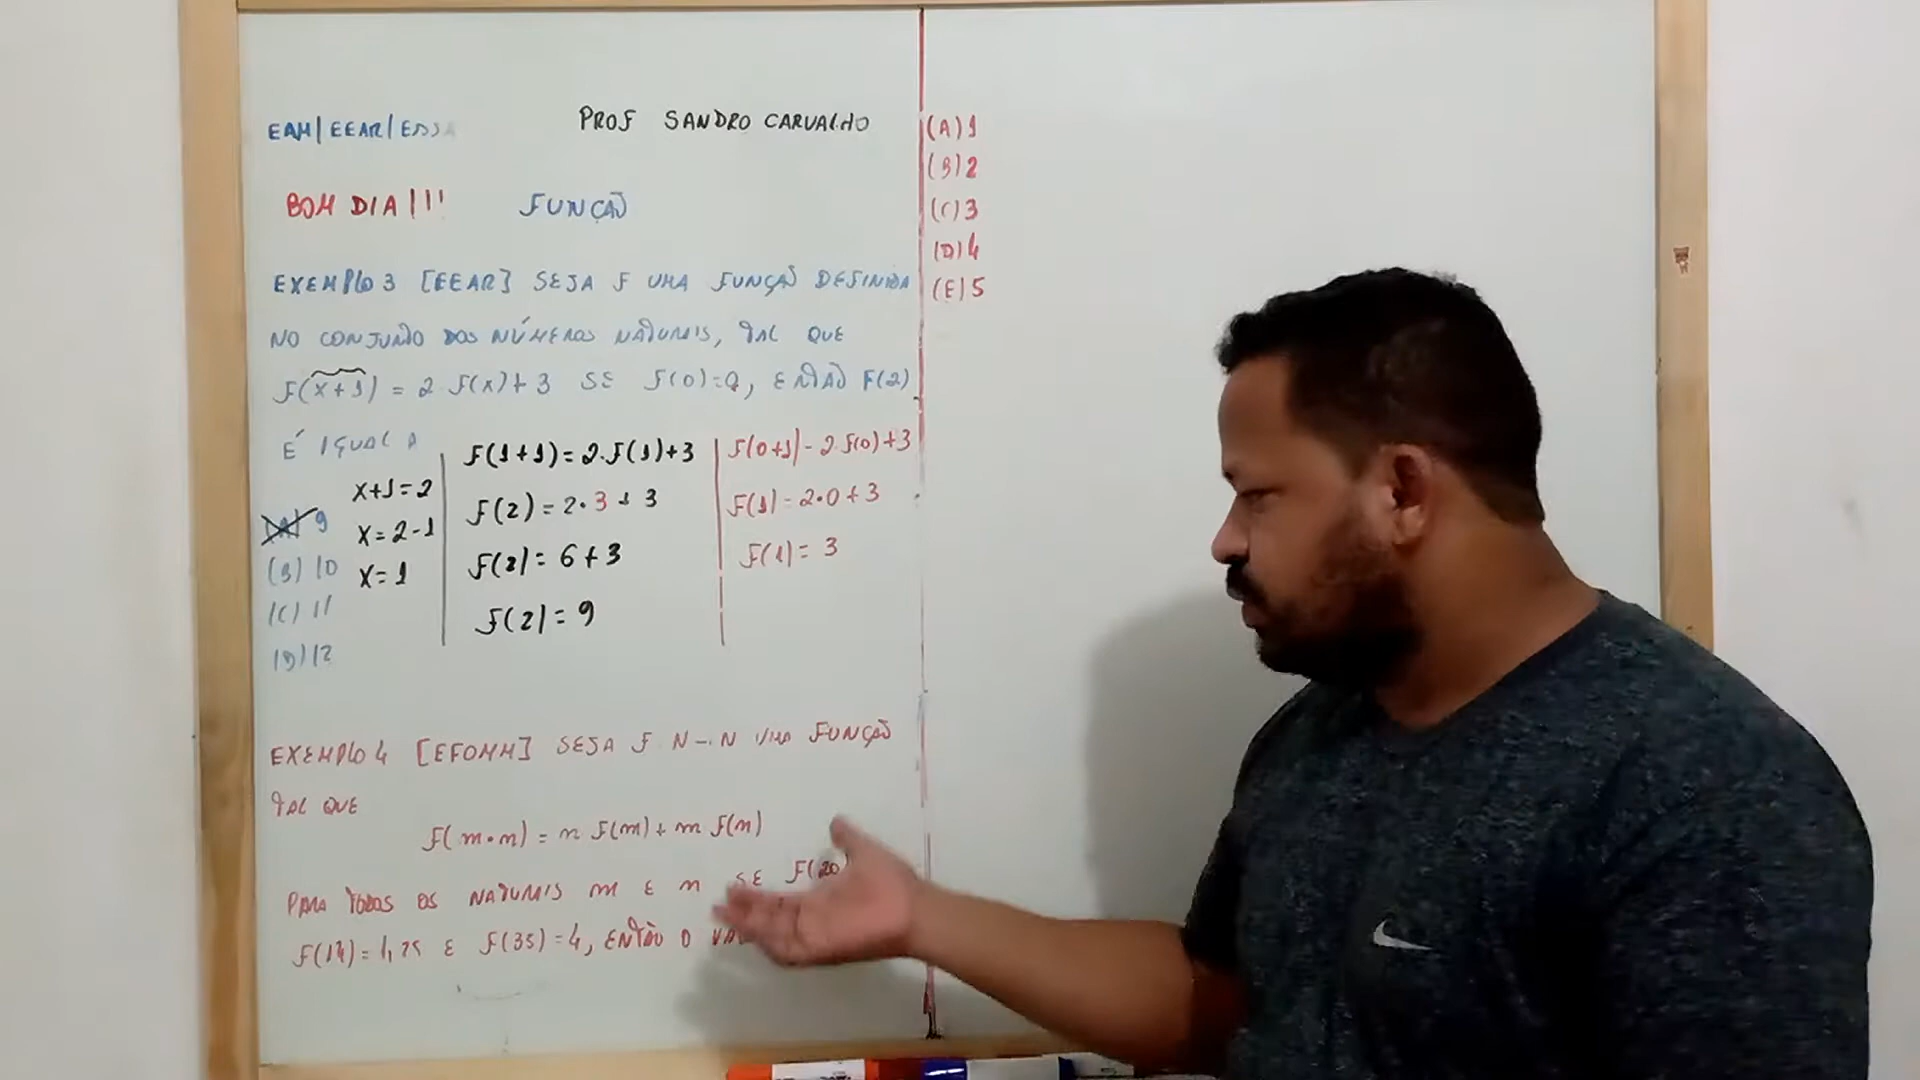 EAM|EEAR|ESSA
PROF SANDRO CARVALHO
BOM DIA!!!
FUNÇÃO
EXEMPLO 3 [EEAR] SEJA F UMA FUNÇÃO DEFINIDA
NO CONJUNTO DOS NÚMEROS NATURAIS, TAL QUE
F(x+1) = 2 F(x)+3 SE F(0)=0, ENTÃO F(2)
É IGUAL A
(A) 9
(B) 10
(C) 11
(D) 12
x+1=2
x=2-1
x=1
F(1+1)=2.F(1)+3
F(2)=2.3+3
F(2)=6+3
F(2)=9
F(0+1)=2.F(0)+3
F(1)=2.0+3
F(1)=3
EXEMPLO 4 [EFOMM] SEJA F N→N UMA FUNÇÃO
TAL QUE
F(m.n) = n F(m)+m F(n)
PARA TODOS OS NATURAIS m E n SE F(20)
F(14)=1,25 E F(35)=4, ENTÃO O
(A) 1
(B) 2
(C) 3
(D) 4
(E) 5